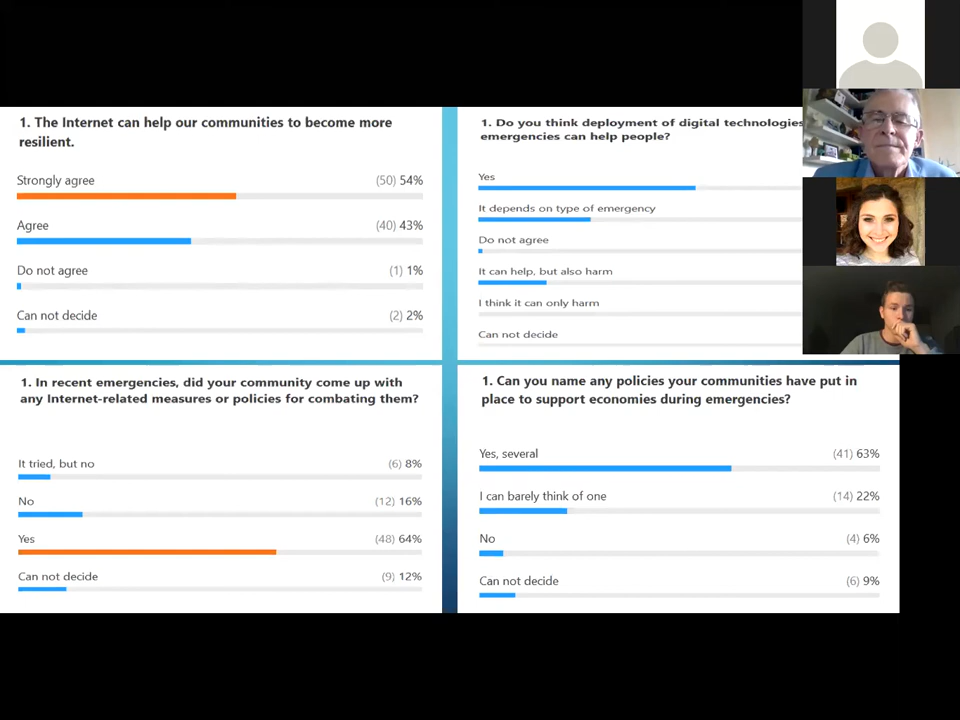 1. The Internet can help our communities to become more
resilient.
Strongly agree (50) 54%
Agree (40) 43%
Do not agree (1) 1%
Can not decide (2) 2%
1. Do you think deployment of digital technologies
emergencies can help people?
Yes
It depends on type of emergency
Do not agree
It can help, but also harm
I think it can only harm
Can not decide
1. In recent emergencies, did your community come up with
any Internet-related measures or policies for combating them?
It tried, but no (6) 8%
No (12) 16%
Yes (48) 64%
Can not decide (9) 12%
1. Can you name any policies your communities have put in
place to support economies during emergencies?
Yes, several (41) 63%
I can barely think of one (14) 22%
No (4) 6%
Can not decide (6) 9%